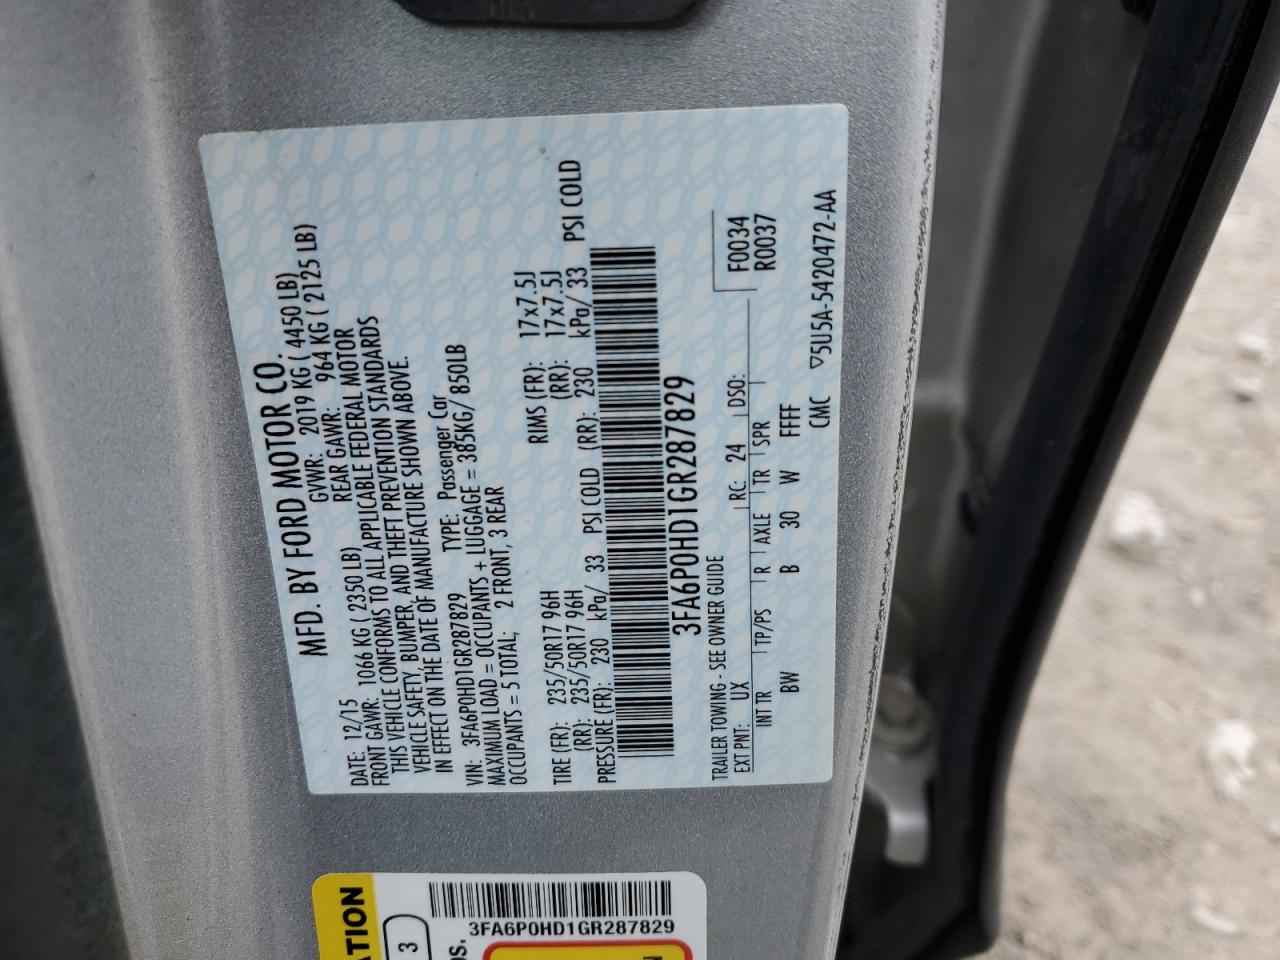 MFD. BY FORD MOTOR CO.
DATE: 12/15 GVWR: 2019 KG ( 4450 LB)
FRONT GAWR: 1066 KG ( 2350 LB) REAR GAWR: 964 KG ( 2125 LB)
THIS VEHICLE CONFORMS TO ALL APPLICABLE FEDERAL MOTOR
VEHICLE SAFETY, BUMPER, AND THEFT PREVENTION STANDARDS
IN EFFECT ON THE DATE OF MANUFACTURE SHOWN ABOVE.
VIN: 3FA6P0HD1GR287829 TYPE: Passenger Car
MAXIMUM LOAD = OCCUPANTS + LUGGAGE = 385KG/ 850LB
OCCUPANTS = 5 TOTAL; 2 FRONT, 3 REAR
TIRE (FR): 235/50R17 96H RIMS (FR): 17x7.5J
(RR): 235/50R17 96H (RR): 17x7.5J
PRESSURE (FR): 230 kPa/ 33 PSI COLD (RR): 230 kPa/ 33 PSI COLD
3FA6P0HD1GR287829
TRAILER TOWING - SEE OWNER GUIDE F0034
EXT PNT: UX RC: 24 DSO: R0037
INT TR TP/PS R AXLE TR SPR
BW B 30 W FFFF
CMC ▽5U5A-5420472-AA
ATION
3
3FA6P0HD1GR287829